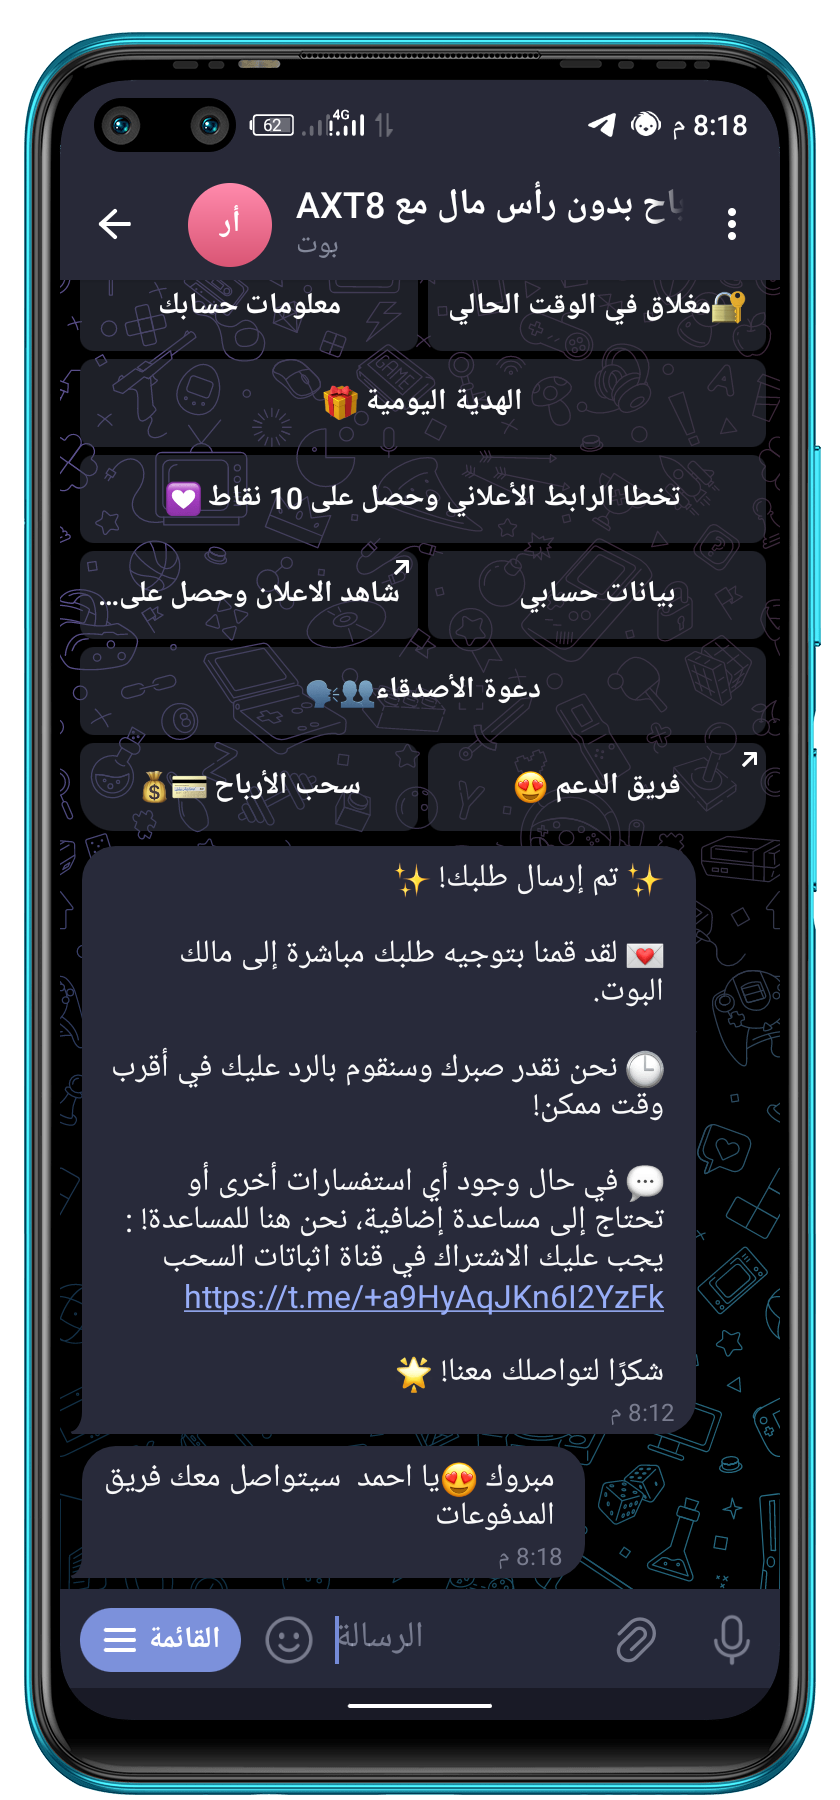 62
4G
8:18 م
أر
باح بدون رأس مال مع AXT8
بوت
🔐مغلاق في الوقت الحالي
معلومات حسابك
الهدية اليومية 🎁
تخطا الرابط الأعلاني وحصل على 10 نقاط 💟
بيانات حسابي
شاهد الاعلان وحصل على...
دعوة الأصدقاء👥🗣
فريق الدعم 😍
سحب الأرباح 💳💰
✨ تم إرسال طلبك! ✨
💌 لقد قمنا بتوجيه طلبك مباشرة إلى مالك
البوت.
🕒 نحن نقدر صبرك وسنقوم بالرد عليك في أقرب
وقت ممكن!
💬 في حال وجود أي استفسارات أخرى أو
تحتاج إلى مساعدة إضافية، نحن هنا للمساعدة! :
يجب عليك الاشتراك في قناة اثباتات السحب
https://t.me/+a9HyAqJKn6I2YzFk
شكرًا لتواصلك معنا! 🌟
8:12 م
مبروك 😍يا احمد سيتواصل معك فريق
المدفوعات
8:18 م
القائمة
الرسالة